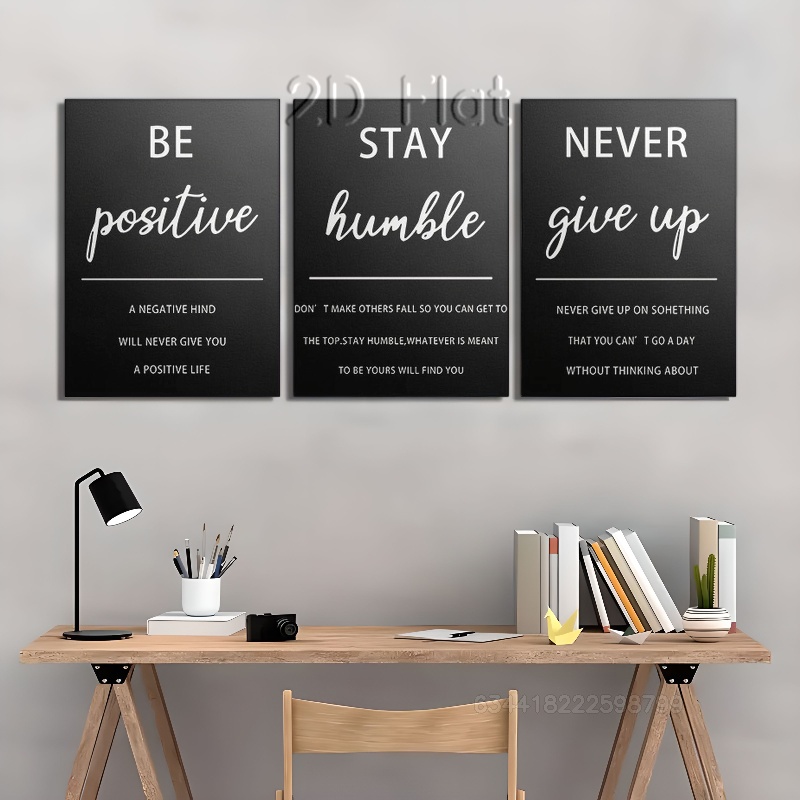 2D Flat
BE
positive
A NEGATIVE HIND
WILL NEVER GIVE YOU
A POSITIVE LIFE
STAY
humble
DON'T MAKE OTHERS FALL SO YOU CAN GET TO
THE TOP.STAY HUMBLE,WHATEVER IS MEANT
TO BE YOURS WILL FIND YOU
NEVER
give up
NEVER GIVE UP ON SOHETHING
THAT YOU CAN'T GO A DAY
WTHOUT THINKING ABOUT